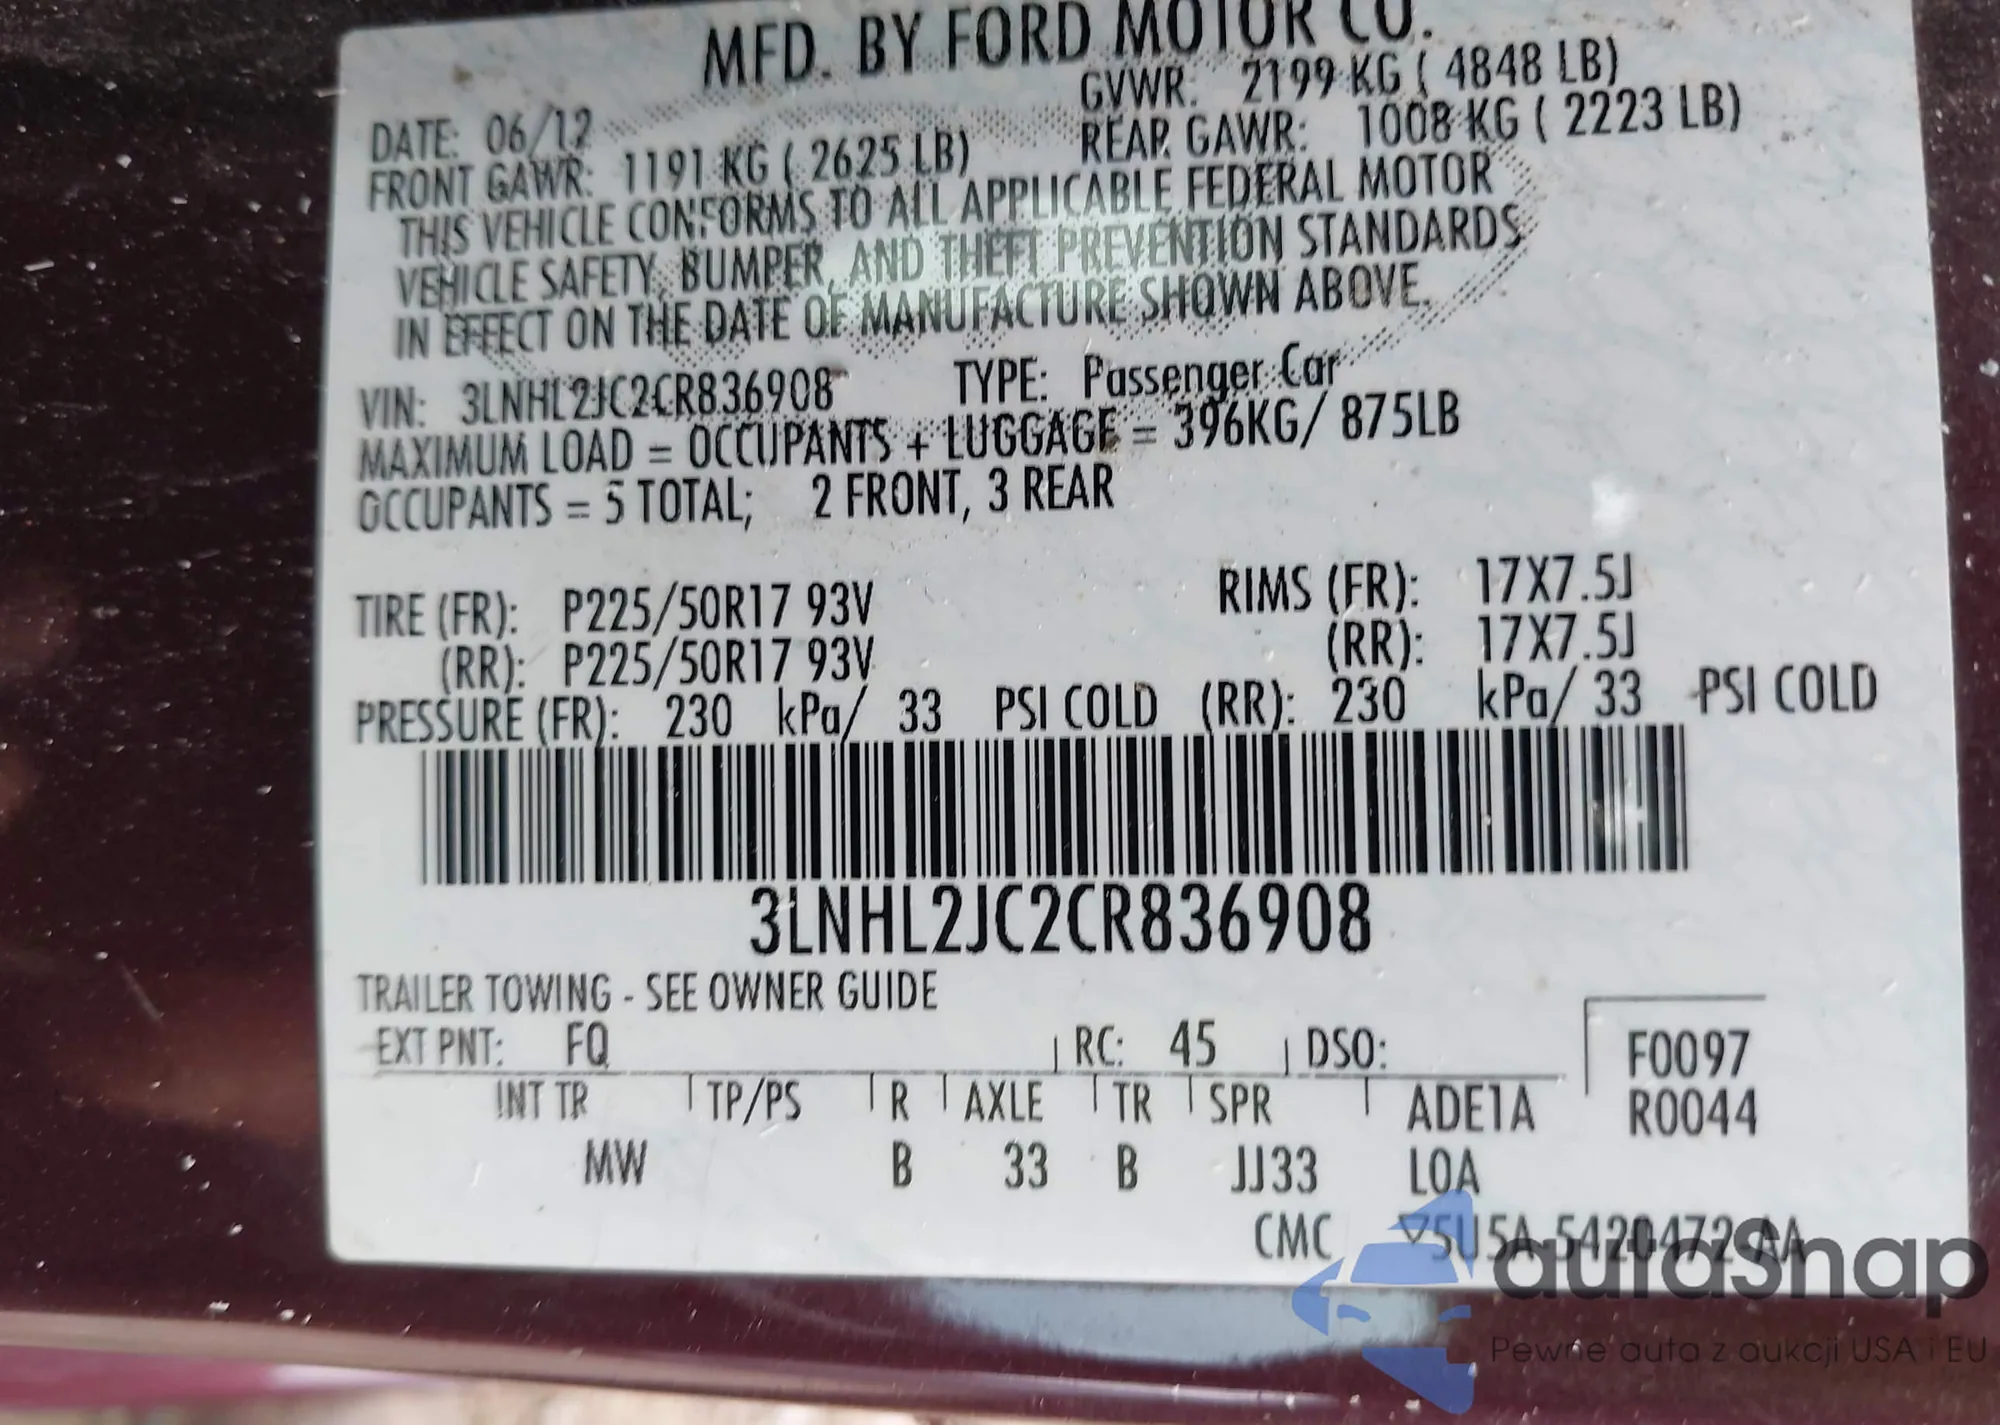 MFD. BY FORD MOTOR CO.
DATE: 06/12 GVWR: 2199 KG ( 4848 LB)
FRONT GAWR: 1191 KG ( 2625 LB) REAR GAWR: 1008 KG ( 2223 LB)
THIS VEHICLE CONFORMS TO ALL APPLICABLE FEDERAL MOTOR
VEHICLE SAFETY, BUMPER, AND THEFT PREVENTION STANDARDS
IN EFFECT ON THE DATE OF MANUFACTURE SHOWN ABOVE.
VIN: 3LNHL2JC2CR836908 TYPE: Passenger Car
MAXIMUM LOAD = OCCUPANTS + LUGGAGE = 396KG/ 875LB
OCCUPANTS = 5 TOTAL; 2 FRONT, 3 REAR
TIRE (FR): P225/50R17 93V RIMS (FR): 17X7.5J
(RR): P225/50R17 93V (RR): 17X7.5J
PRESSURE (FR): 230 kPa/ 33 PSI COLD (RR): 230 kPa/ 33 PSI COLD
3LNHL2JC2CR836908
TRAILER TOWING - SEE OWNER GUIDE
EXT PNT: FQ RC: 45 DSO: F0097
INT TR TP/PS R AXLE TR SPR ADE1A R0044
MW B 33 B JJ33 LOA
CMC ▽5U5A-5420472-AA
autaSnap
Pewne auta z aukcji USA i EU